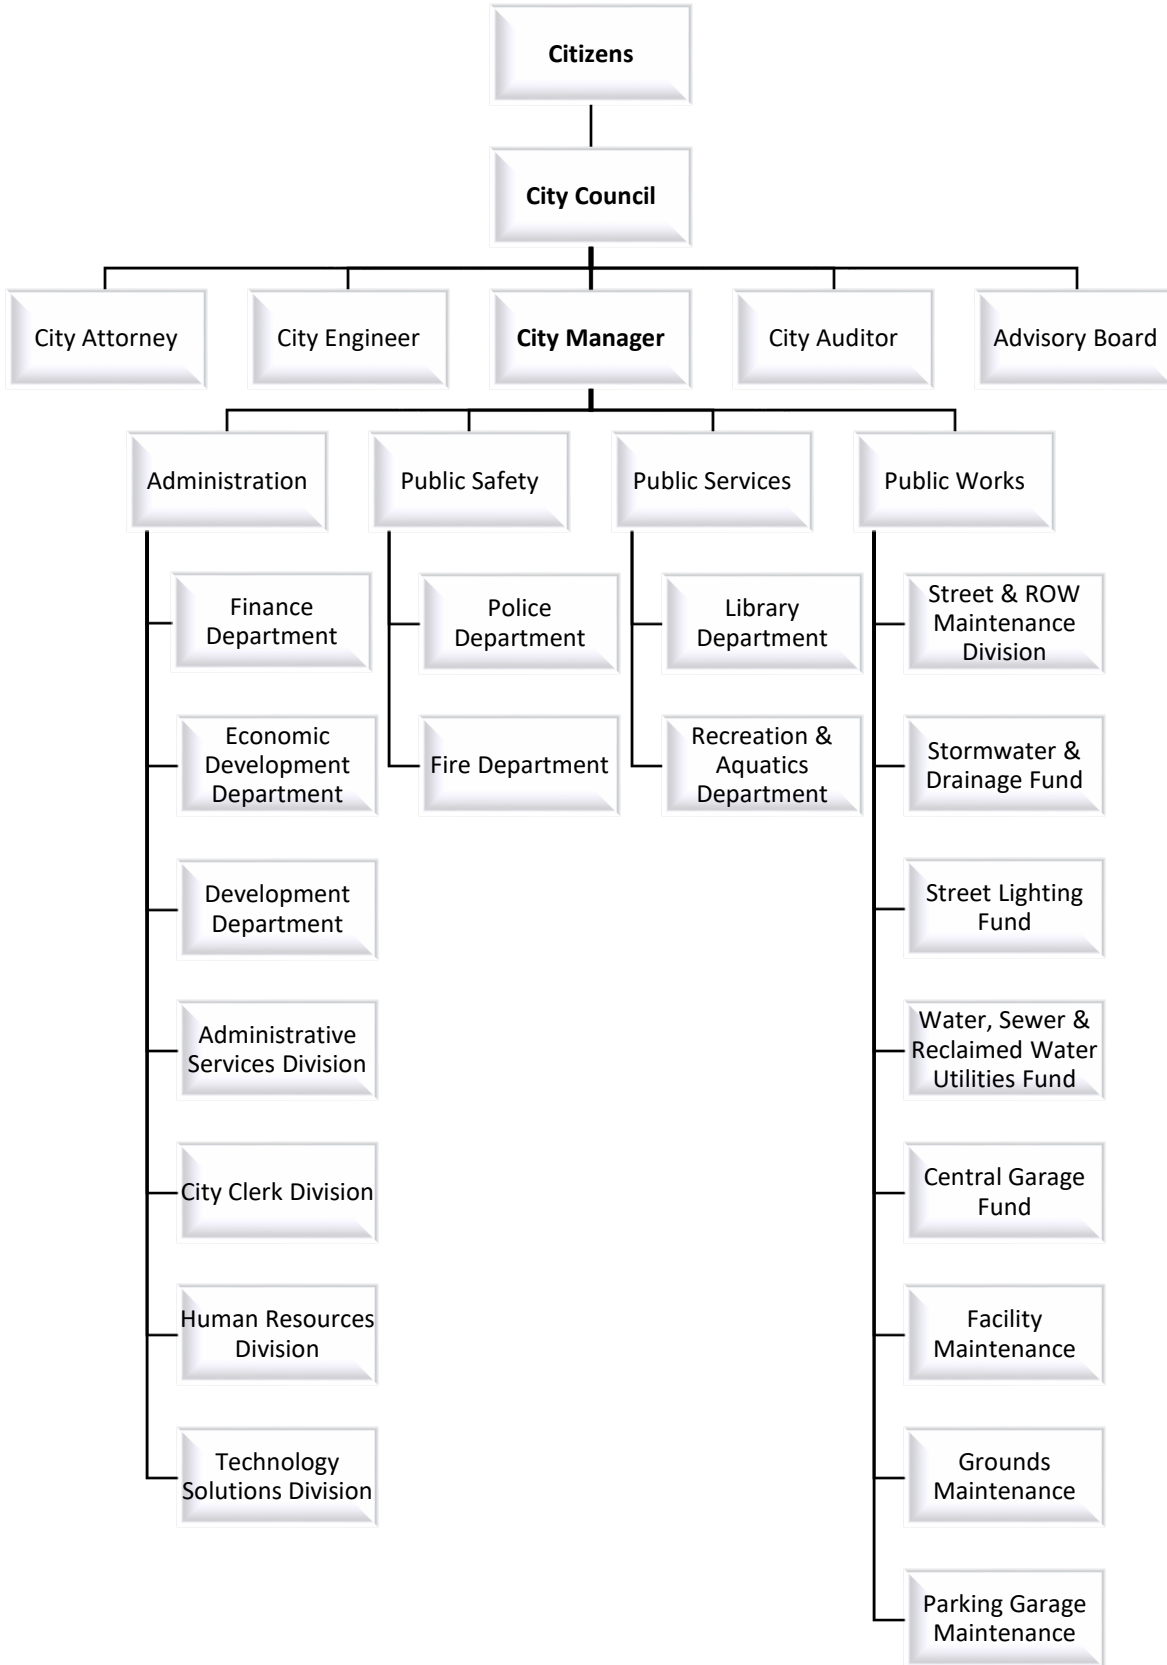 Citizens
City Council
City Attorney
City Engineer
City Manager
City Auditor
Advisory Board
Administration
Public Safety
Public Services
Public Works
Finance
Department
Economic
Development
Department
Development
Department
Administrative
Services Division
City Clerk Division
Human Resources
Division
Technology
Solutions Division
Police
Department
Fire Department
Library
Department
Recreation &
Aquatics
Department
Street & ROW
Maintenance
Division
Stormwater &
Drainage Fund
Street Lighting
Fund
Water, Sewer &
Reclaimed Water
Utilities Fund
Central Garage
Fund
Facility
Maintenance
Grounds
Maintenance
Parking Garage
Maintenance